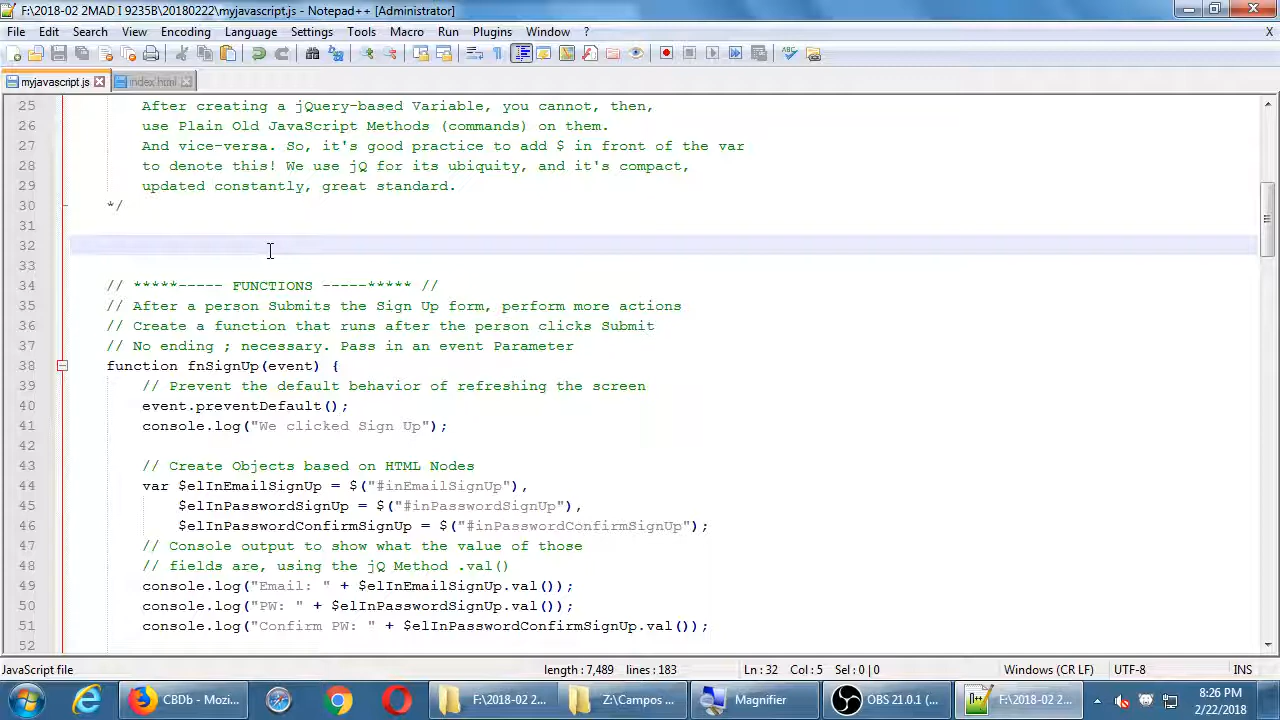 F:\2018-02 2MAD I 9235B\20180222\myjavascript.js - Notepad++ [Administrator]
File Edit Search View Encoding Language Settings Tools Macro Run Plugins Window ? X
myjavascript.js index.html
25 After creating a jQuery-based Variable, you cannot, then,
26 use Plain Old JavaScript Methods (commands) on them.
27 And vice-versa. So, it's good practice to add $ in front of the var
28 to denote this! We use jQ for its ubiquity, and it's compact,
29 updated constantly, great standard.
30 */
31
32
33
34 // *****----- FUNCTIONS -----***** //
35 // After a person Submits the Sign Up form, perform more actions
36 // Create a function that runs after the person clicks Submit
37 // No ending ; necessary. Pass in an event Parameter
38 function fnSignUp(event) {
39 // Prevent the default behavior of refreshing the screen
40 event.preventDefault();
41 console.log("We clicked Sign Up");
42
43 // Create Objects based on HTML Nodes
44 var $elInEmailSignUp = $("#inEmailSignUp"),
45 $elInPasswordSignUp = $("#inPasswordSignUp"),
46 $elInPasswordConfirmSignUp = $("#inPasswordConfirmSignUp");
47 // Console output to show what the value of those
48 // fields are, using the jQ Method .val()
49 console.log("Email: " + $elInEmailSignUp.val());
50 console.log("PW: " + $elInPasswordSignUp.val());
51 console.log("Confirm PW: " + $elInPasswordConfirmSignUp.val());
52
JavaScript file length : 7,489 lines : 183 Ln : 32 Col : 5 Sel : 0 | 0 Windows (CR LF) UTF-8 INS
CBDb - Mozi... F:\2018-02 2... Z:\Campos ... Magnifier OBS 21.0.1 (... F:\2018-02 2... 8:26 PM
2/22/2018